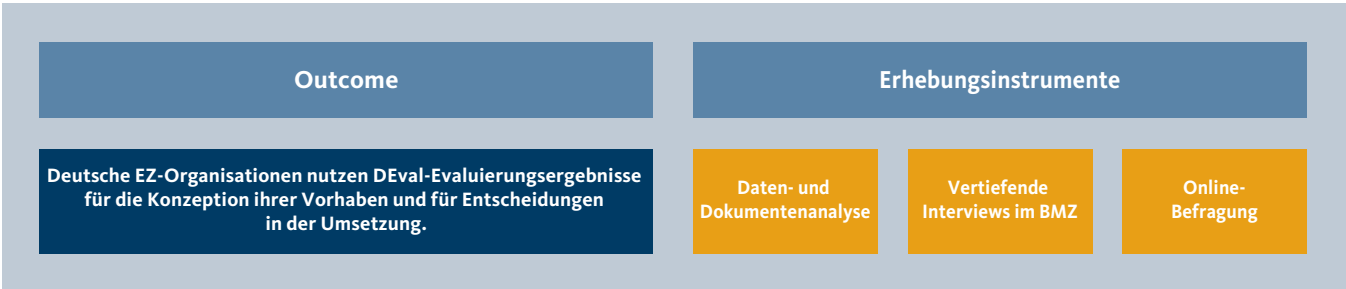 Outcome
Erhebungsinstrumente
Deutsche EZ-Organisationen nutzen DEval-Evaluierungsergebnisse
für die Konzeption ihrer Vorhaben und für Entscheidungen
in der Umsetzung.
Daten- und
Dokumentenanalyse
Vertiefende
Interviews im BMZ
Online-
Befragung